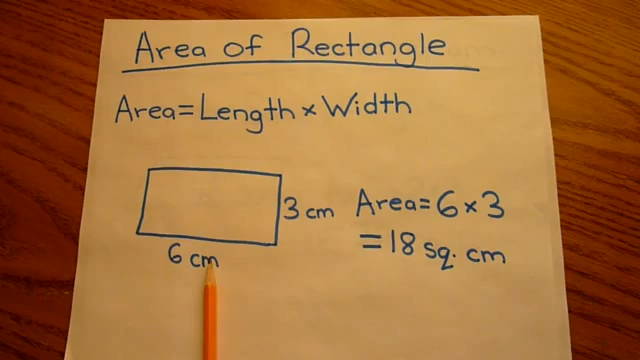 Area of Rectangle
Area=Length×Width
3 cm
6 cm
Area=6×3
=18 sq. cm